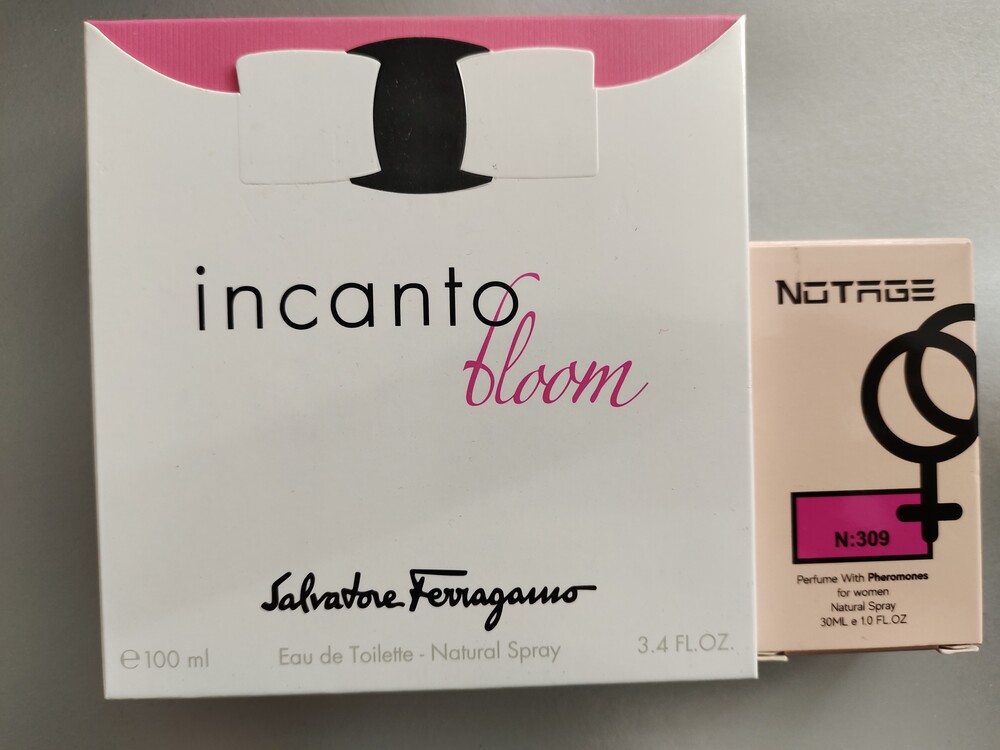 incanto
bloom
Salvatore Ferragamo
e 100 ml
Eau de Toilette - Natural Spray
3.4 FL.OZ.
NOTAGE
N:309
Perfume With Pheromones
for women
Natural Spray
30ML e 1.0 FL.OZ